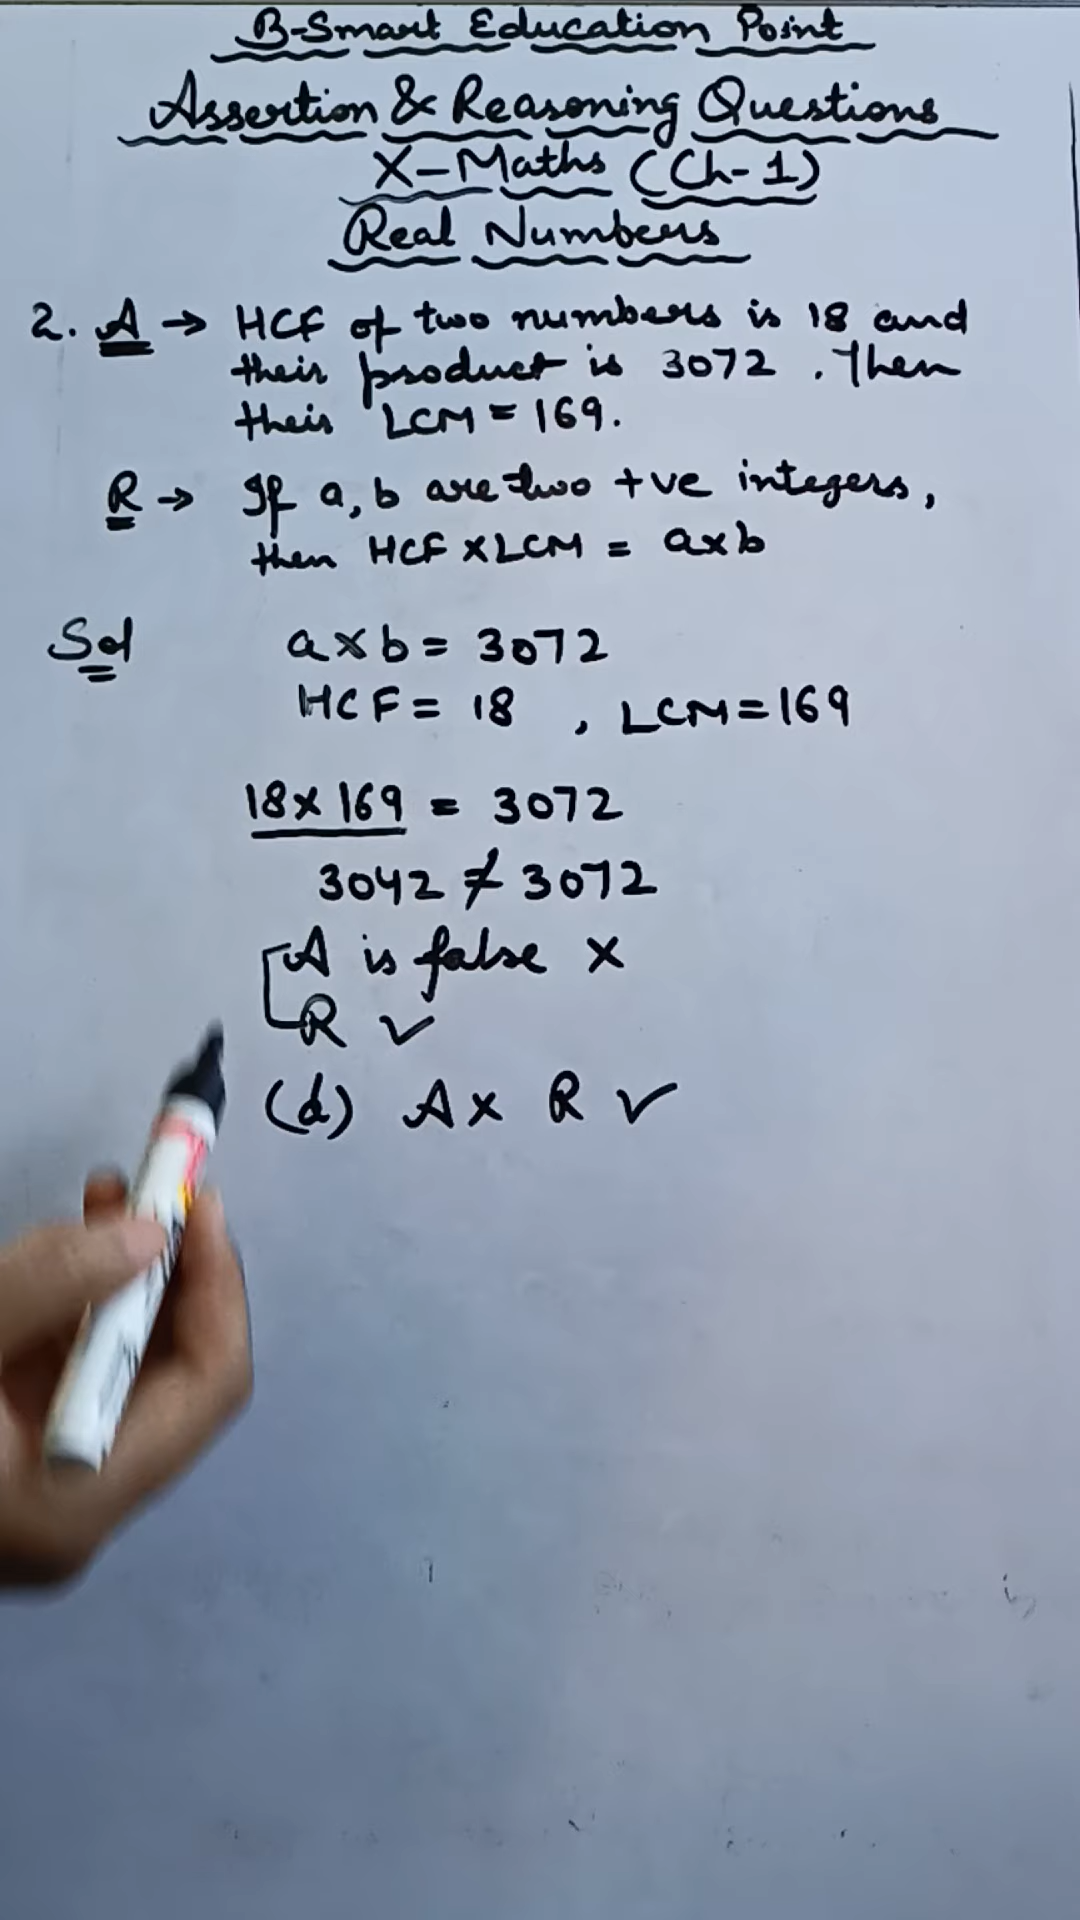 B-Smart Education Point
Assertion & Reasoning Questions
X-Maths (Ch-1)
Real Numbers
2. A → HCF of two numbers is 18 and
their product is 3072. Then
their LCM = 169.
R → If a, b are two +ve integers,
then HCF × LCM = a×b
Sol a×b = 3072
HCF = 18 , LCM = 169
18 × 169 = 3072
3042 ≠ 3072
A is false ×
R ✓
(d) A × R ✓